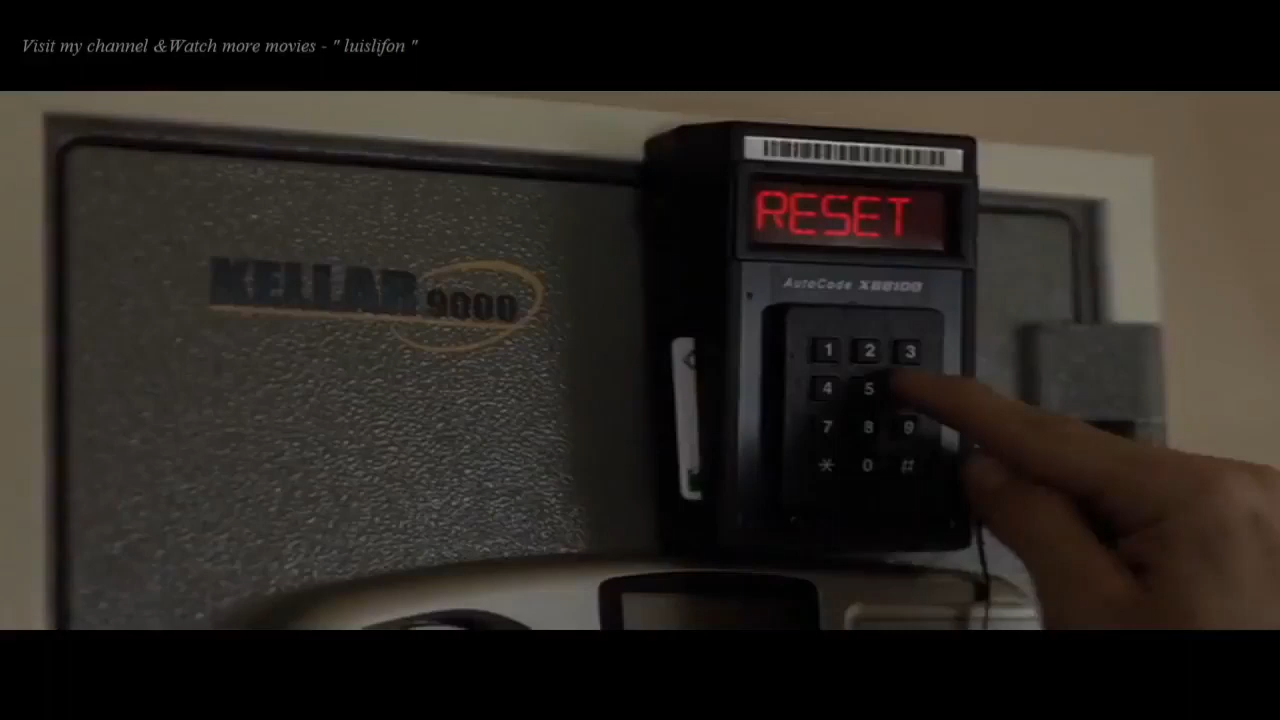 Visit my channel &Watch more movies - " luislifon "
RESET
KELLAR 9000
AutoCode
1 2 3
4 5
7 8 9
* 0 #